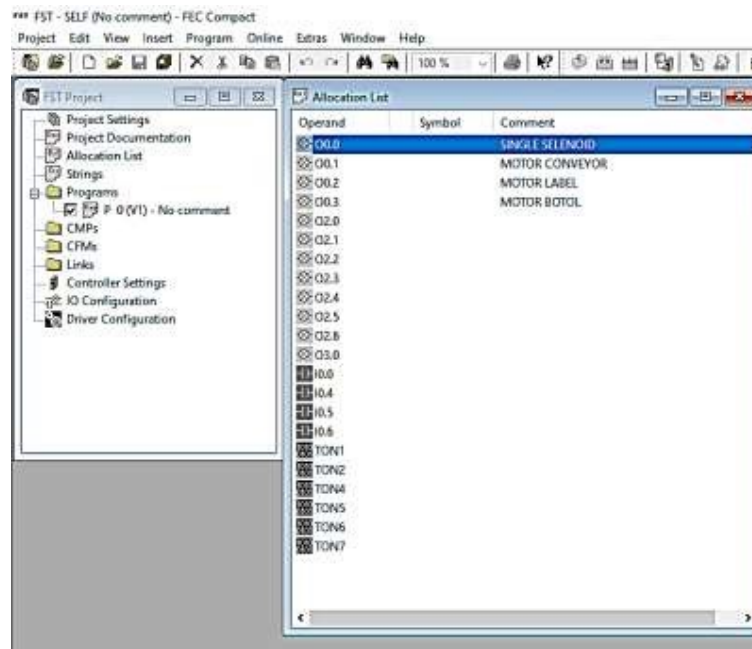 FST - SELF (No comment) - FEC Compact
Project Edit View Insert Program Online Extras Window Help
100 %
FST Project
Project Settings
Project Documentation
Allocation List
Strings
Programs
P 0 (V1) - No comment
CMPs
CFMs
Links
Controller Settings
IO Configuration
Driver Configuration
Allocation List
Operand Symbol Comment
O0.0 SINGLE SELENOID
O0.1 MOTOR CONVEYOR
O0.2 MOTOR LABEL
O0.3 MOTOR BOTOL
O2.0
O2.1
O2.2
O2.3
O2.4
O2.5
O2.6
O3.0
I0.0
I0.4
I0.5
I0.6
TON1
TON2
TON4
TON5
TON6
TON7